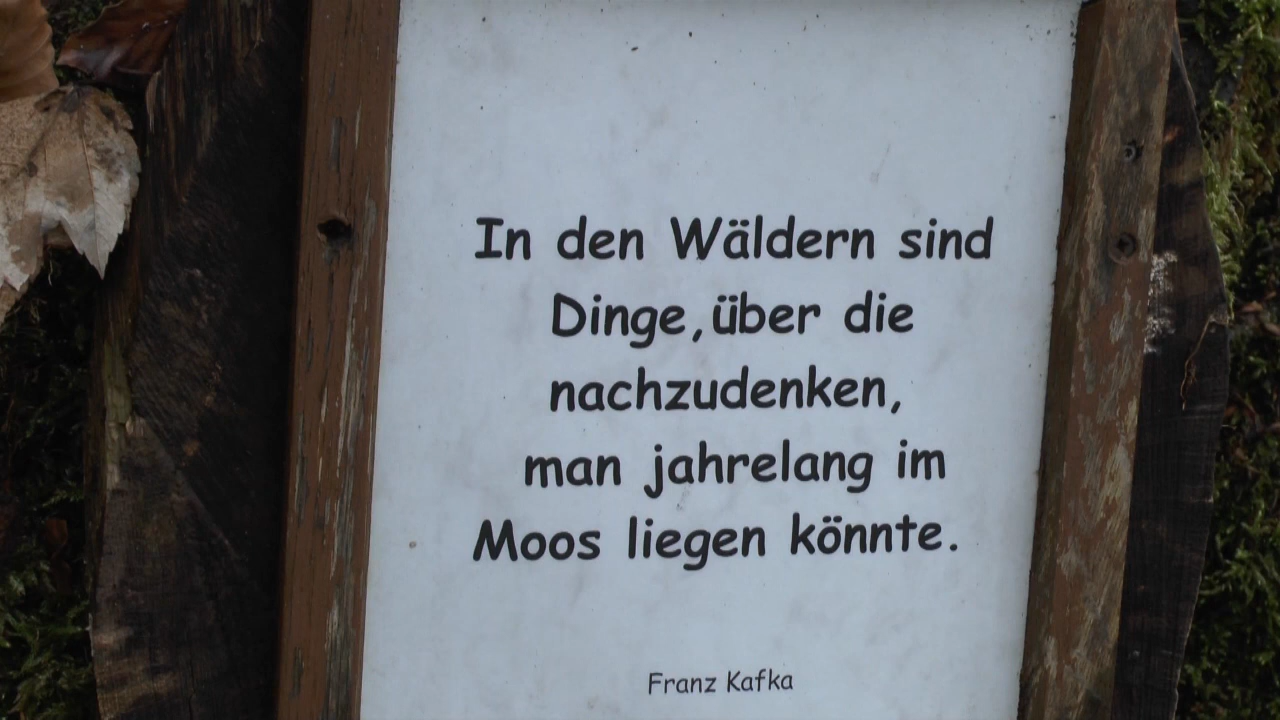 In den Wäldern sind
Dinge,über die
nachzudenken,
man jahrelang im
Moos liegen könnte.
Franz Kafka